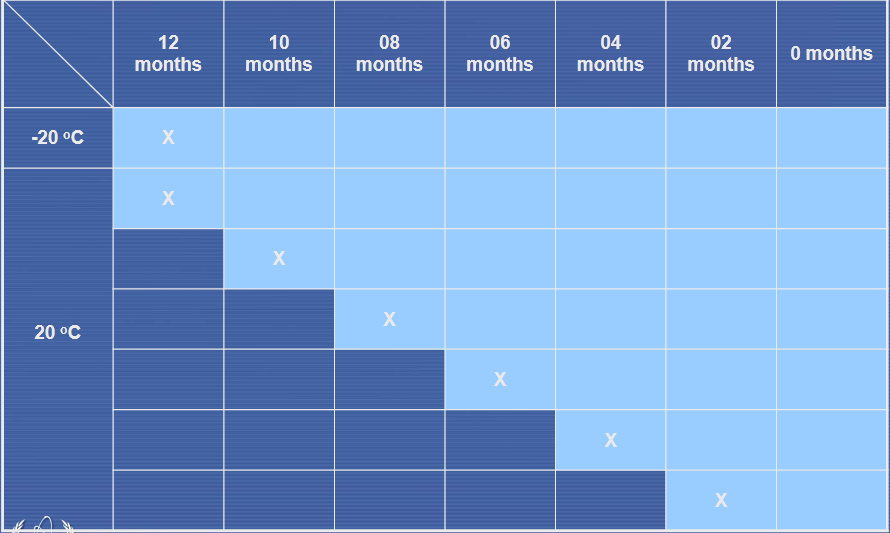 12 months
10 months
08 months
06 months
04 months
02 months
0 months
-20 ºC
X
X
X
20 ºC
X
X
X
X